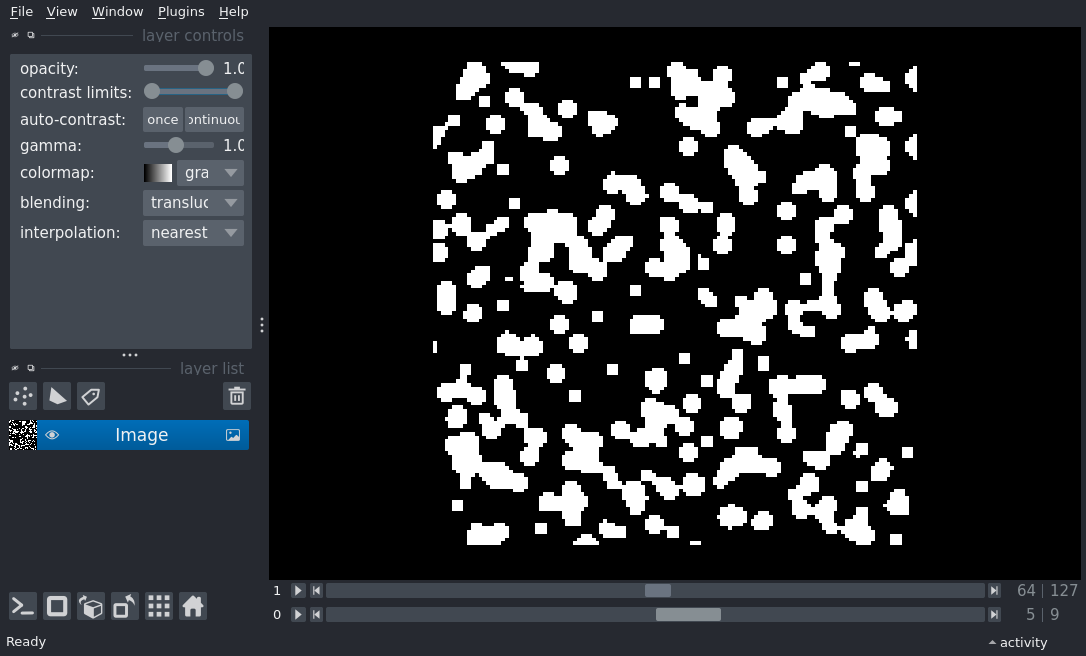 File View Window Plugins Help
layer controls
opacity: 1.0
contrast limits:
auto-contrast: once ontinuou
gamma: 1.0
colormap: gra
blending: transluc
interpolation: nearest
layer list
Image
1 64 | 127
0 5 | 9
Ready activity